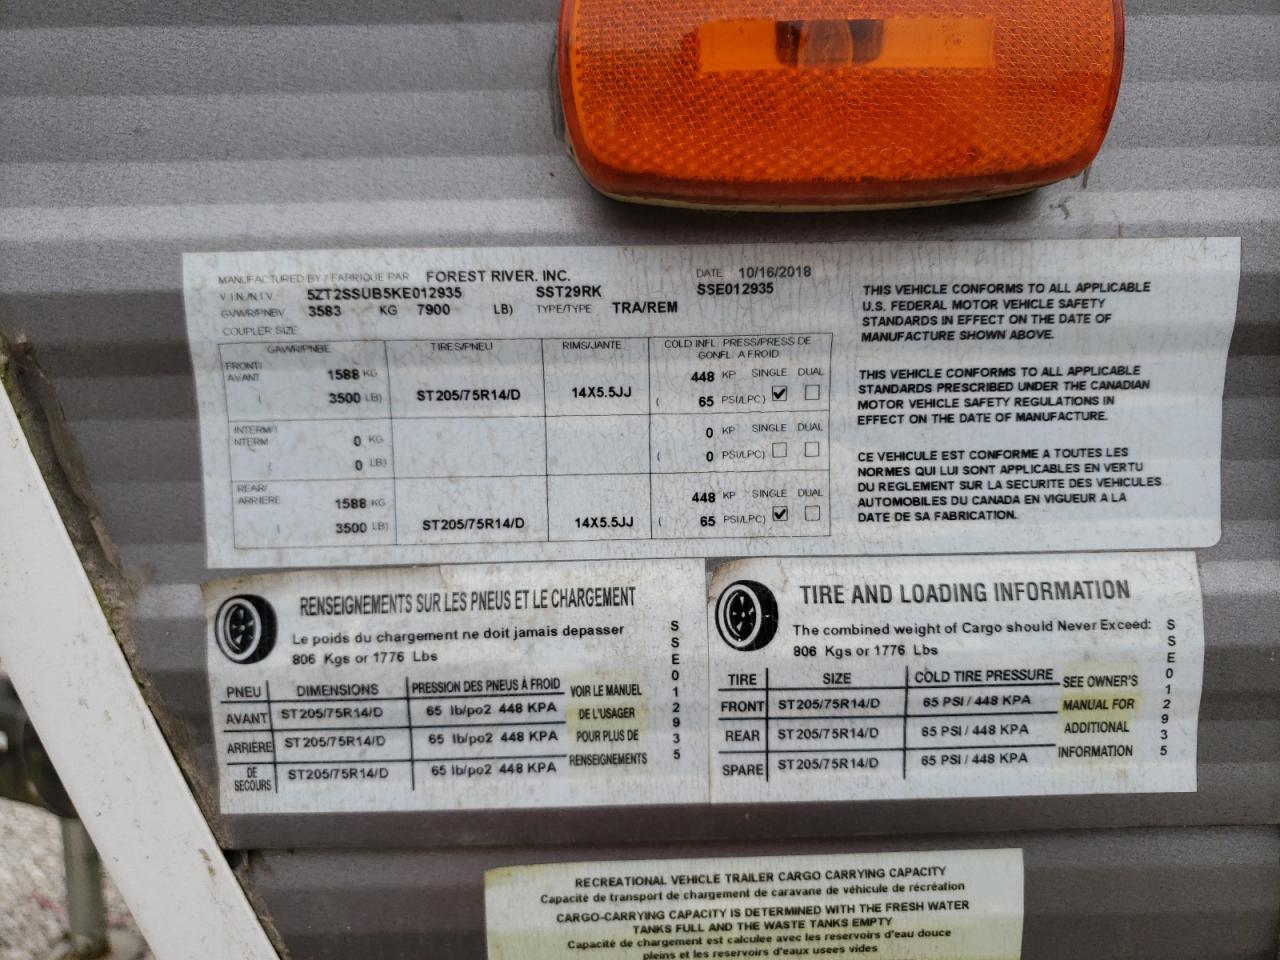 MANUFACTURED BY / FABRIQUE PAR FOREST RIVER, INC. DATE 10/16/2018
V.I.N./N.I.V. 5ZT2SSUB5KE012935 SST29RK SSE012935
GVWR/PNBV 3583 KG 7900 LB) TYPE/TYPE TRA/REM
COUPLER SIZE
GAWR/PNBE TIRES/PNEU RIMS/JANTE COLD INFL. PRESS/PRESS DE
GONFL. A FROID
FRONT/
AVANT 1588 KG 448 KP SINGLE DUAL
( 3500 LB) ST205/75R14/D 14X5.5JJ ( 65 PSI/LPC)
INTERM/I
NTERM 0 KG 0 KP SINGLE DUAL
( 0 LB) ( 0 PSI/LPC)
REAR/
ARRIERE 1588 KG 448 KP SINGLE DUAL
( 3500 LB) ST205/75R14/D 14X5.5JJ ( 65 PSI/LPC)
THIS VEHICLE CONFORMS TO ALL APPLICABLE
U.S. FEDERAL MOTOR VEHICLE SAFETY
STANDARDS IN EFFECT ON THE DATE OF
MANUFACTURE SHOWN ABOVE.
THIS VEHICLE CONFORMS TO ALL APPLICABLE
STANDARDS PRESCRIBED UNDER THE CANADIAN
MOTOR VEHICLE SAFETY REGULATIONS IN
EFFECT ON THE DATE OF MANUFACTURE.
CE VEHICULE EST CONFORME A TOUTES LES
NORMES QUI LUI SONT APPLICABLES EN VERTU
DU REGLEMENT SUR LA SECURITE DES VEHICULES
AUTOMOBILES DU CANADA EN VIGUEUR A LA
DATE DE SA FABRICATION.
RENSEIGNEMENTS SUR LES PNEUS ET LE CHARGEMENT
Le poids du chargement ne doit jamais depasser
806 Kgs or 1776 Lbs
PNEU DIMENSIONS PRESSION DES PNEUS À FROID
AVANT ST205/75R14/D 65 lb/po2 448 KPA
ARRIÈRE ST205/75R14/D 65 lb/po2 448 KPA
DE
SECOURS ST205/75R14/D 65 lb/po2 448 KPA
VOIR LE MANUEL
DE L'USAGER
POUR PLUS DE
RENSEIGNEMENTS
SSE012935
TIRE AND LOADING INFORMATION
The combined weight of Cargo should Never Exceed:
806 Kgs or 1776 Lbs
TIRE SIZE COLD TIRE PRESSURE
FRONT ST205/75R14/D 65 PSI / 448 KPA
REAR ST205/75R14/D 65 PSI / 448 KPA
SPARE ST205/75R14/D 65 PSI / 448 KPA
SEE OWNER'S
MANUAL FOR
ADDITIONAL
INFORMATION
SSE012935
RECREATIONAL VEHICLE TRAILER CARGO CARRYING CAPACITY
Capacité de transport de chargement de caravane de véhicule de récréation
CARGO-CARRYING CAPACITY IS DETERMINED WITH THE FRESH WATER
TANKS FULL AND THE WASTE TANKS EMPTY
Capacité de chargement est calculee avec les reservoirs d'eau douce
pleins et les reservoirs d'eaux usees vides